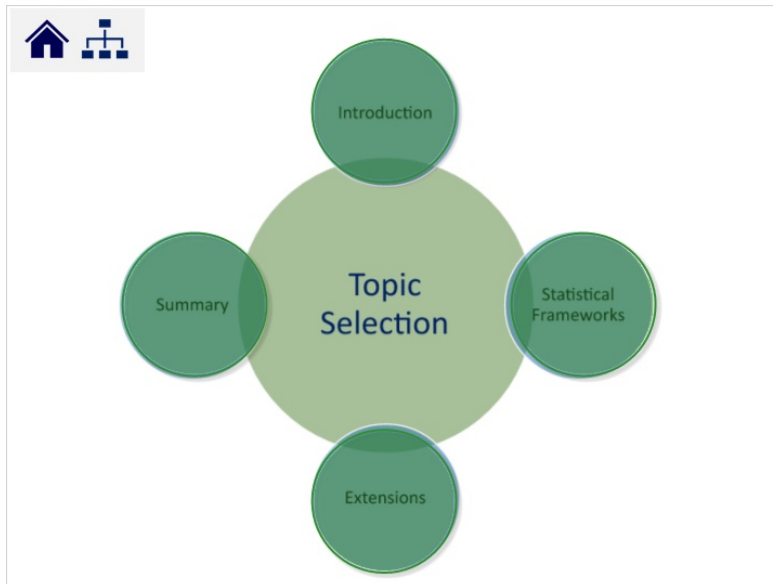 Introduction
Summary
Topic
Selection
Statistical
Frameworks
Extensions